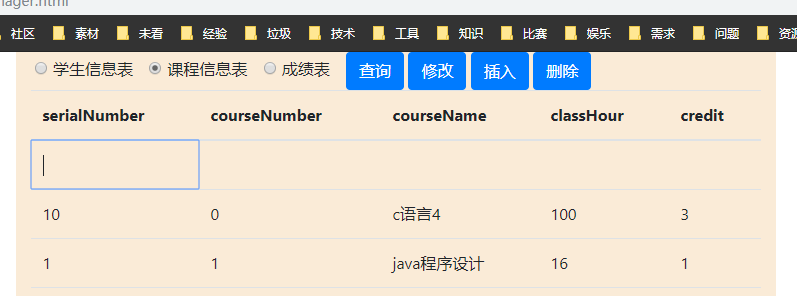 nager.html
社区 素材 未看 经验 垃圾 技术 工具 知识 比赛 娱乐 需求 问题 资源
学生信息表 课程信息表 成绩表 查询 修改 插入 删除
serialNumber courseNumber courseName classHour credit
10 0 c语言4 100 3
1 1 java程序设计 16 1